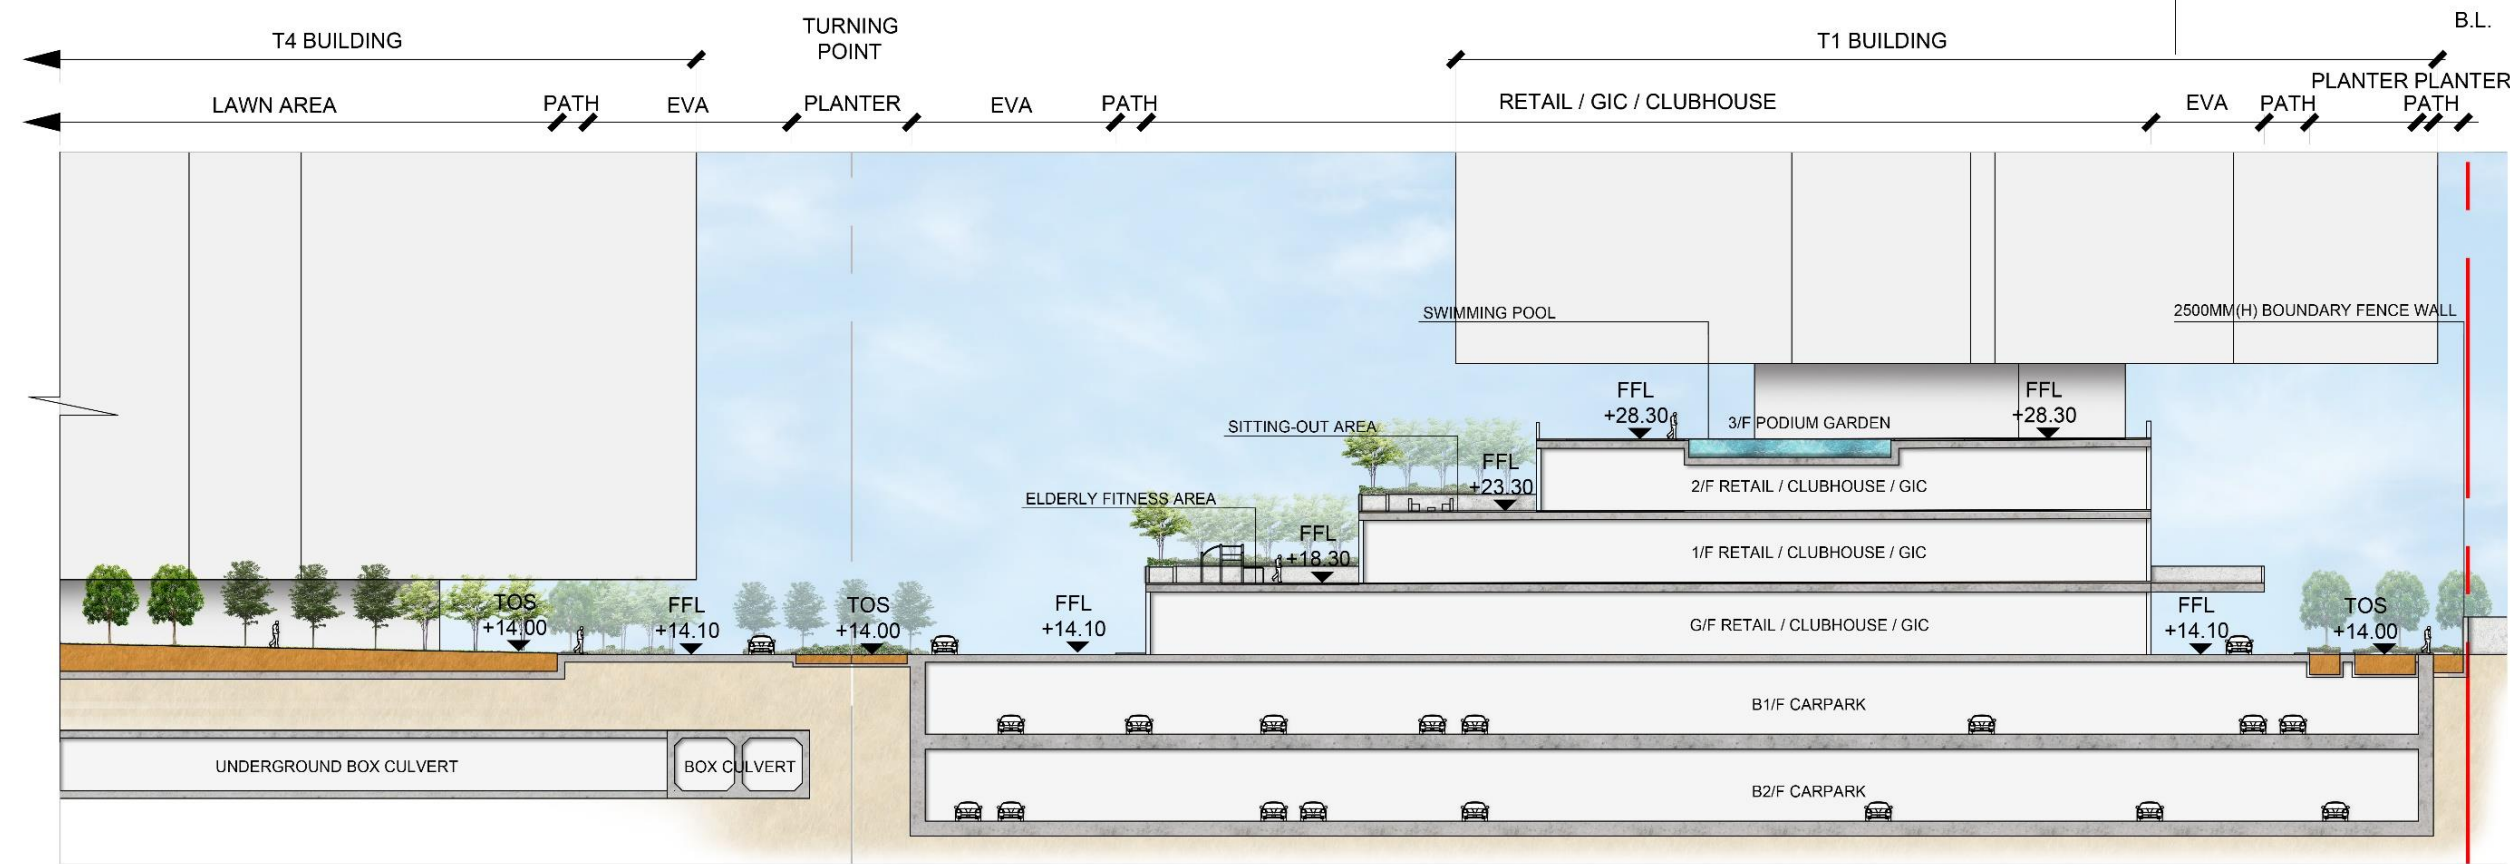 B.L.
T4 BUILDING
TURNING
POINT
T1 BUILDING
LAWN AREA
PATH
EVA
PLANTER
EVA
PATH
RETAIL / GIC / CLUBHOUSE
EVA
PATH
PLANTER PLANTER
PATH
SWIMMING POOL
2500MM(H) BOUNDARY FENCE WALL
FFL
+28.30
3/F PODIUM GARDEN
FFL
+28.30
SITTING-OUT AREA
FFL
+23.30
2/F RETAIL / CLUBHOUSE / GIC
ELDERLY FITNESS AREA
FFL
+18.30
1/F RETAIL / CLUBHOUSE / GIC
TOS
+14.00
FFL
+14.10
TOS
+14.00
FFL
+14.10
G/F RETAIL / CLUBHOUSE / GIC
FFL
+14.10
TOS
+14.00
B1/F CARPARK
UNDERGROUND BOX CULVERT
BOX CULVERT
B2/F CARPARK